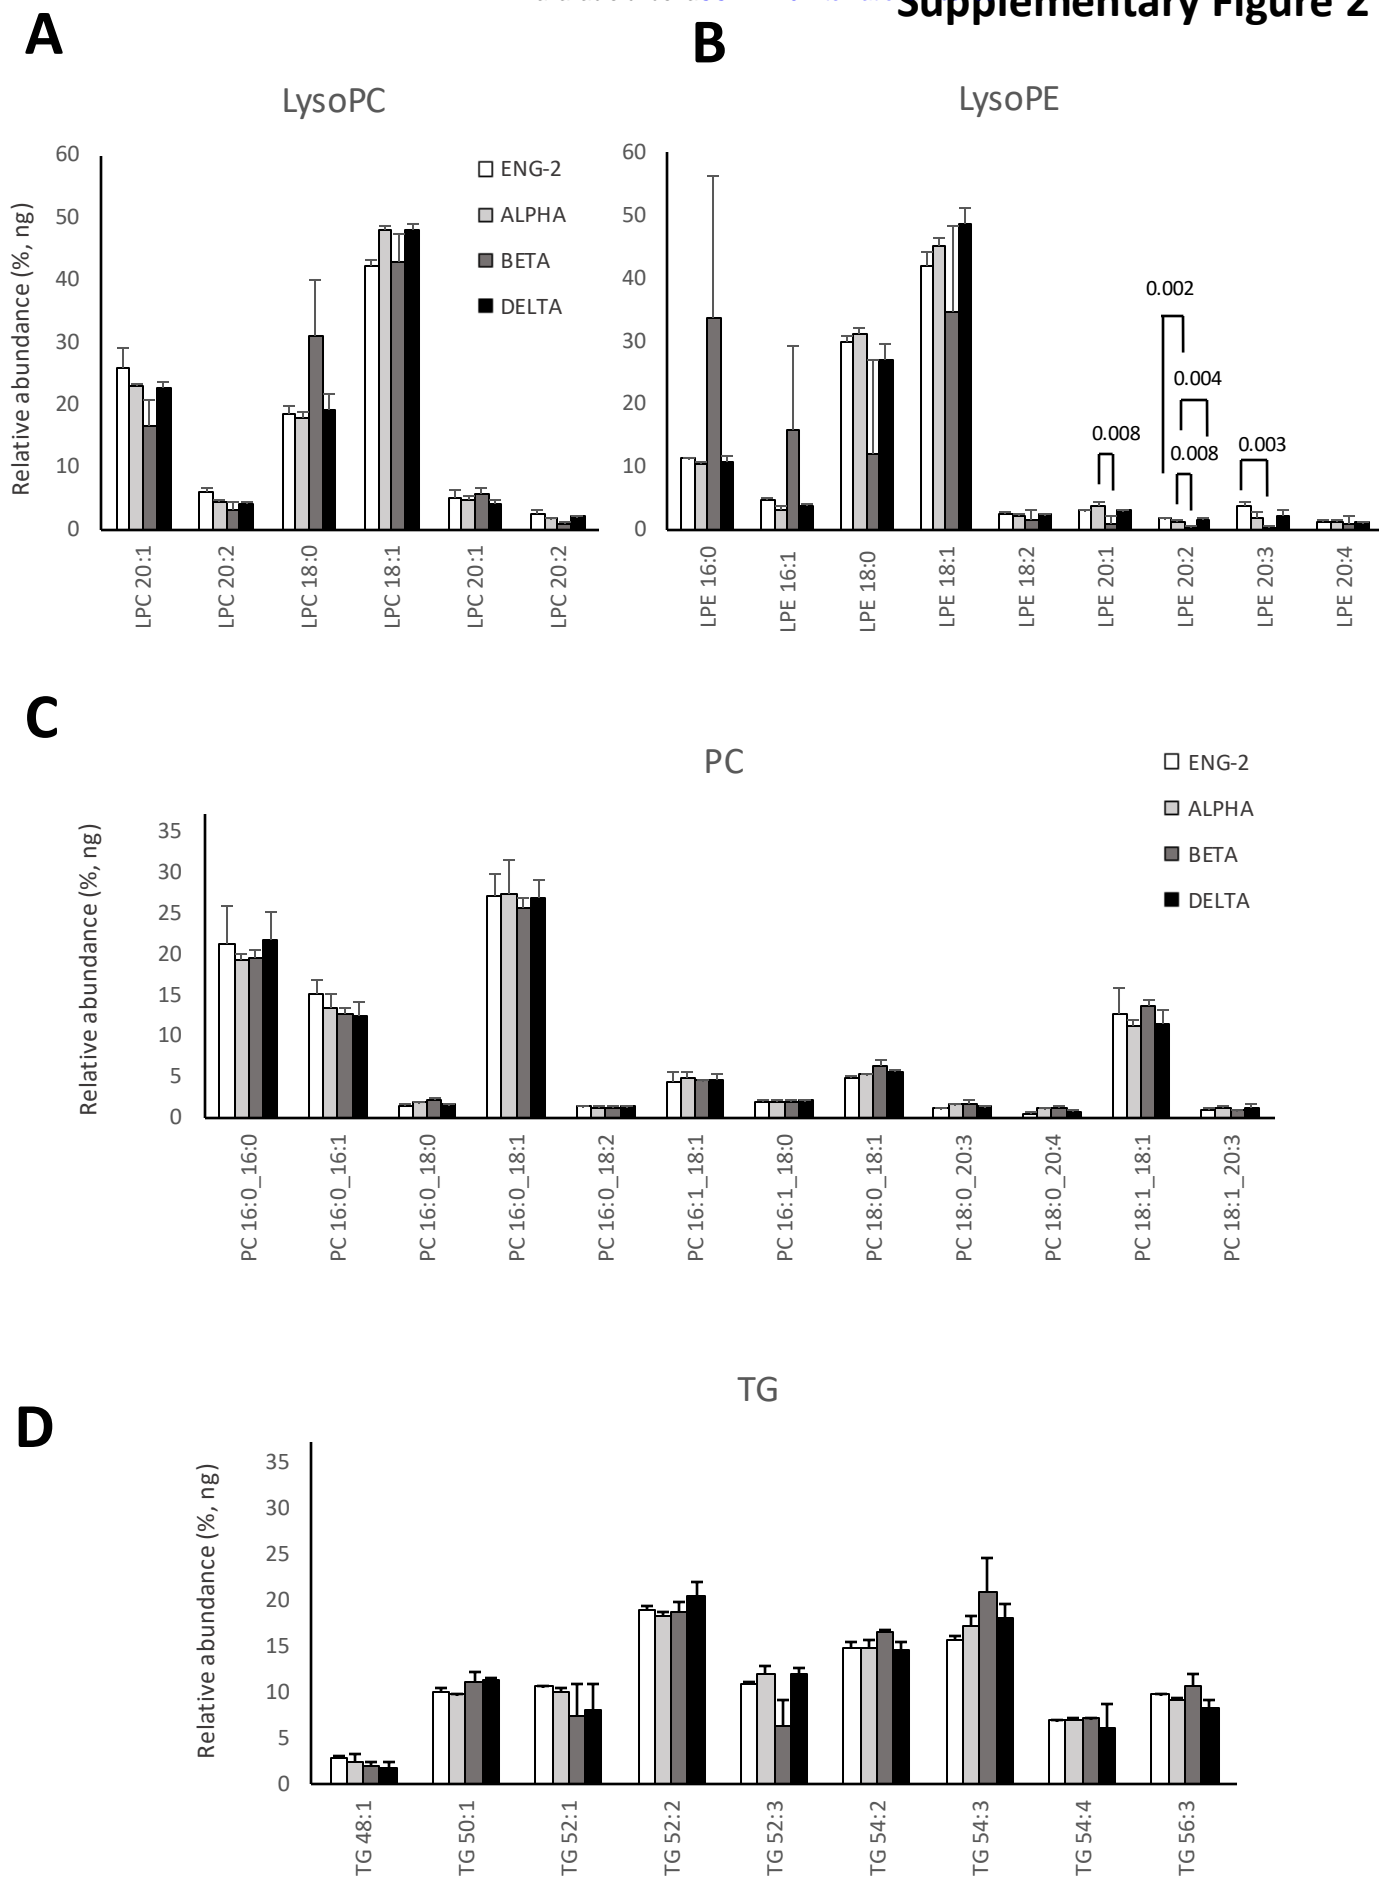 Supplementary Figure 2
A
LysoPC
Relative abundance (%, ng)
60
50
40
30
20
10
0
ENG-2
ALPHA
BETA
DELTA
LPC 20:1
LPC 20:2
LPC 18:0
LPC 18:1
LPC 20:1
LPC 20:2
B
LysoPE
60
50
40
30
20
10
0
0.008
0.002
0.004
0.008
0.003
LPE 16:0
LPE 16:1
LPE 18:0
LPE 18:1
LPE 18:2
LPE 20:1
LPE 20:2
LPE 20:3
LPE 20:4
C
PC
Relative abundance (%, ng)
35
30
25
20
15
10
5
0
ENG-2
ALPHA
BETA
DELTA
PC 16:0_16:0
PC 16:0_16:1
PC 16:0_18:0
PC 16:0_18:1
PC 16:0_18:2
PC 16:1_18:1
PC 16:1_18:0
PC 18:0_18:1
PC 18:0_20:3
PC 18:0_20:4
PC 18:1_18:1
PC 18:1_20:3
D
TG
Relative abundance (%, ng)
35
30
25
20
15
10
5
0
TG 48:1
TG 50:1
TG 52:1
TG 52:2
TG 52:3
TG 54:2
TG 54:3
TG 54:4
TG 56:3